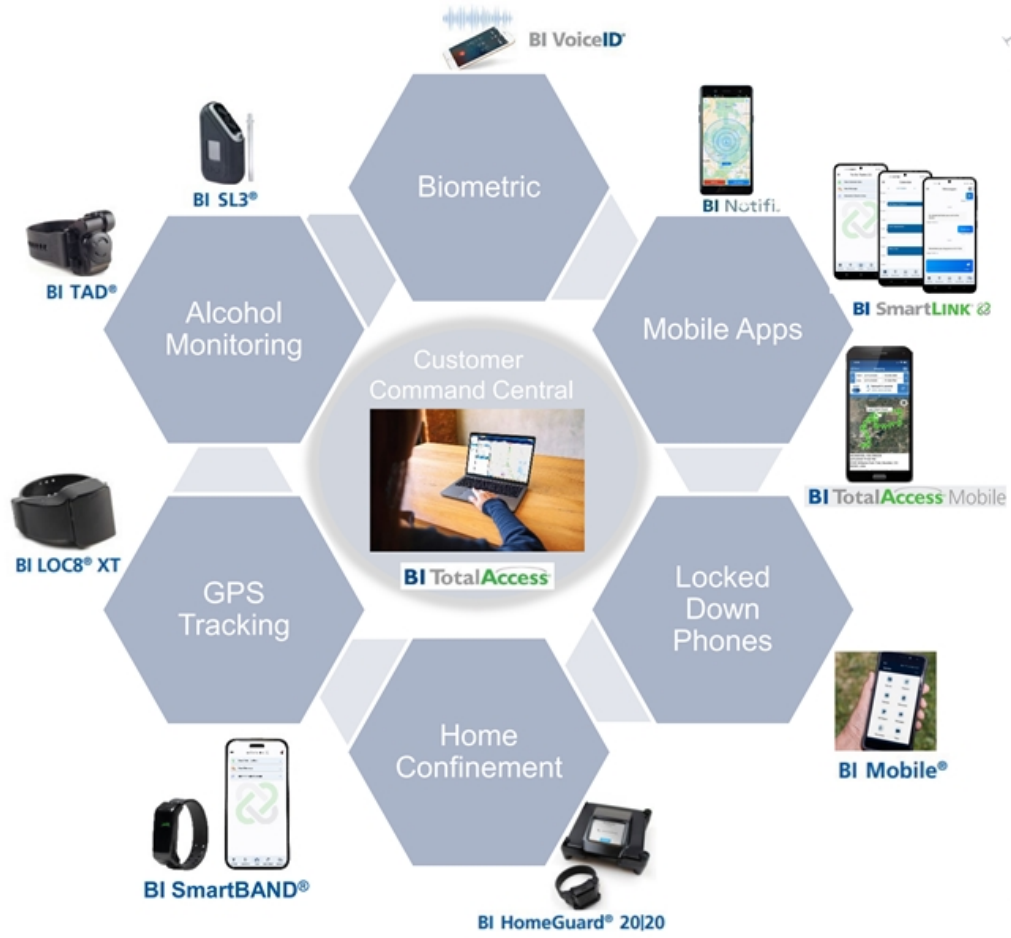 BI VoiceID®
BI SL3®
Biometric
BI Notifi.
BI TAD®
Alcohol
Monitoring
Mobile Apps
BI SmartLINK
Customer
Command Central
BI TotalAccess
BI TotalAccess Mobile
BI LOC8® XT
GPS
Tracking
Locked
Down
Phones
Home
Confinement
BI Mobile®
BI SmartBAND®
BI HomeGuard® 20|20